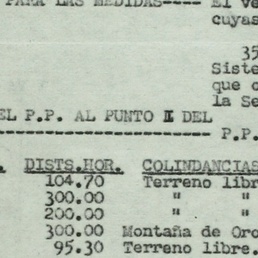 PARA LAS MEDIDAS---- El ve
cuyas
35
Siste
que c
la Se
EL P.P. AL PUNTO I DEL
---------------------- P.P.
DISTS.HOR. COLINDANCIAS
104.70 Terreno libr
300.00 " "
200.00 " "
300.00 Montaña de Oro
95.30 Terreno libre.